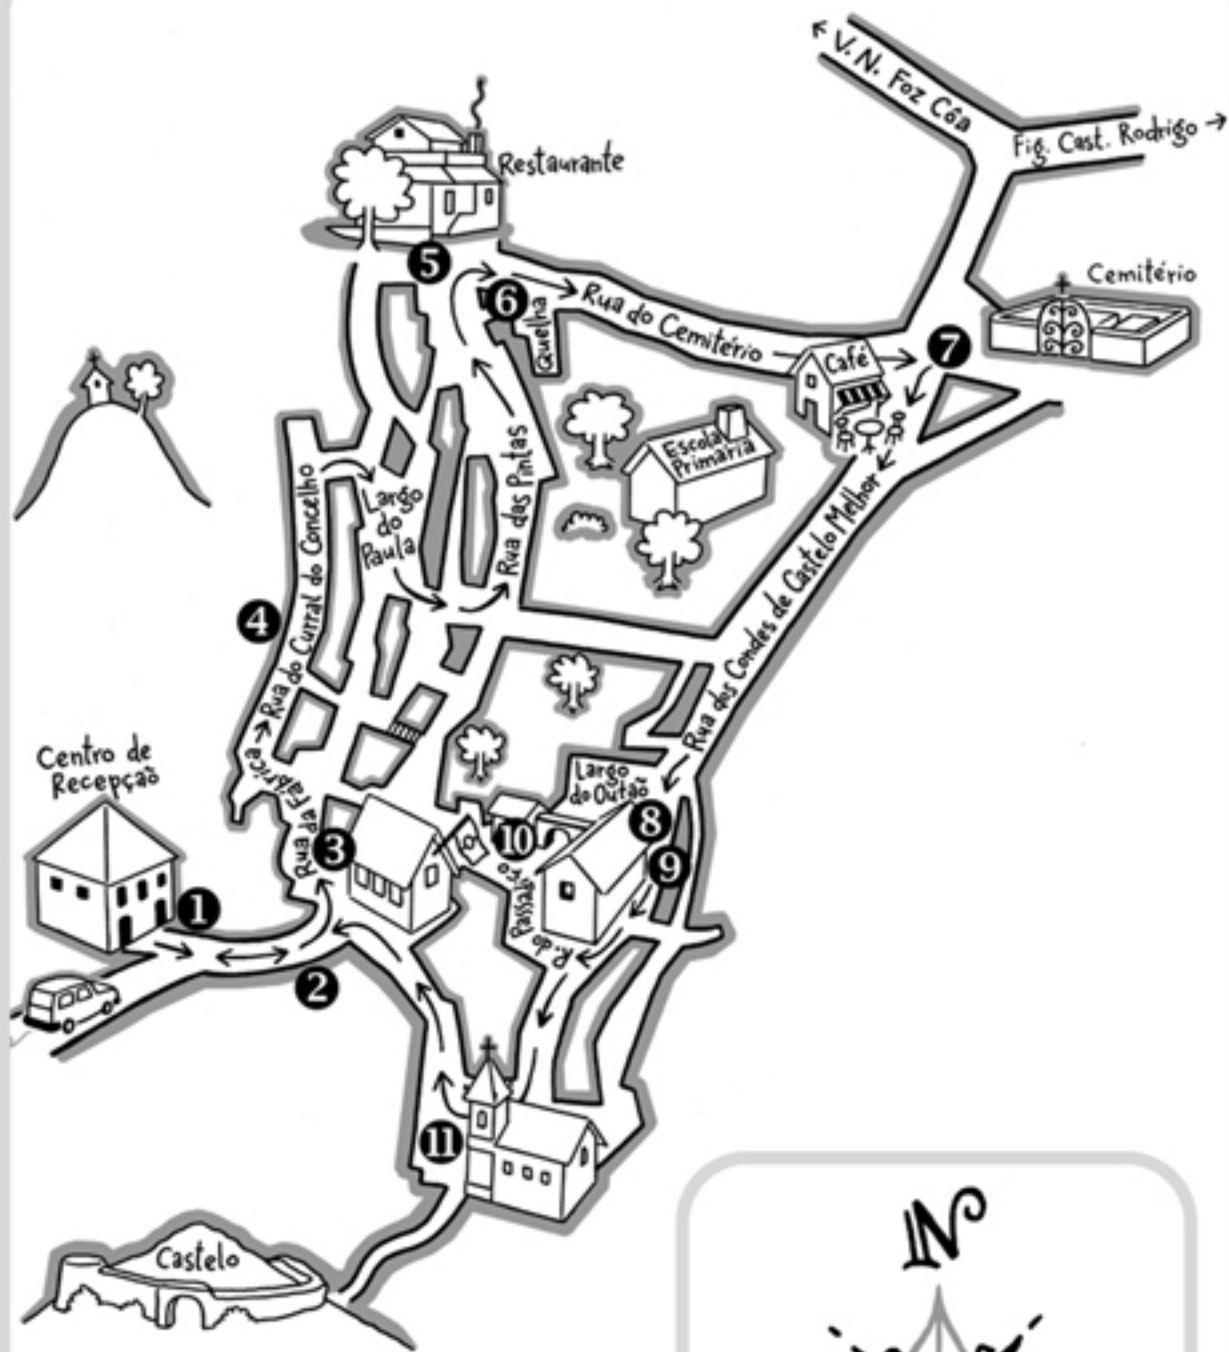 V. N. Foz Côa
Fig. Cast. Rodrigo
Restaurante
Cemitério
5
6
Quelha
Rua do Cemitério
7
Café
Escola
Primaria
Rua das Pintas
Largo
do
Paula
Rua do Curral do Concelho
4
Rua dos Condes de Castelo Melhor
Centro de
Recepção
Rua da Fábrica
Largo
do Outão
3
10
8
9
R. do Passadiço
1
2
11
Castelo
N